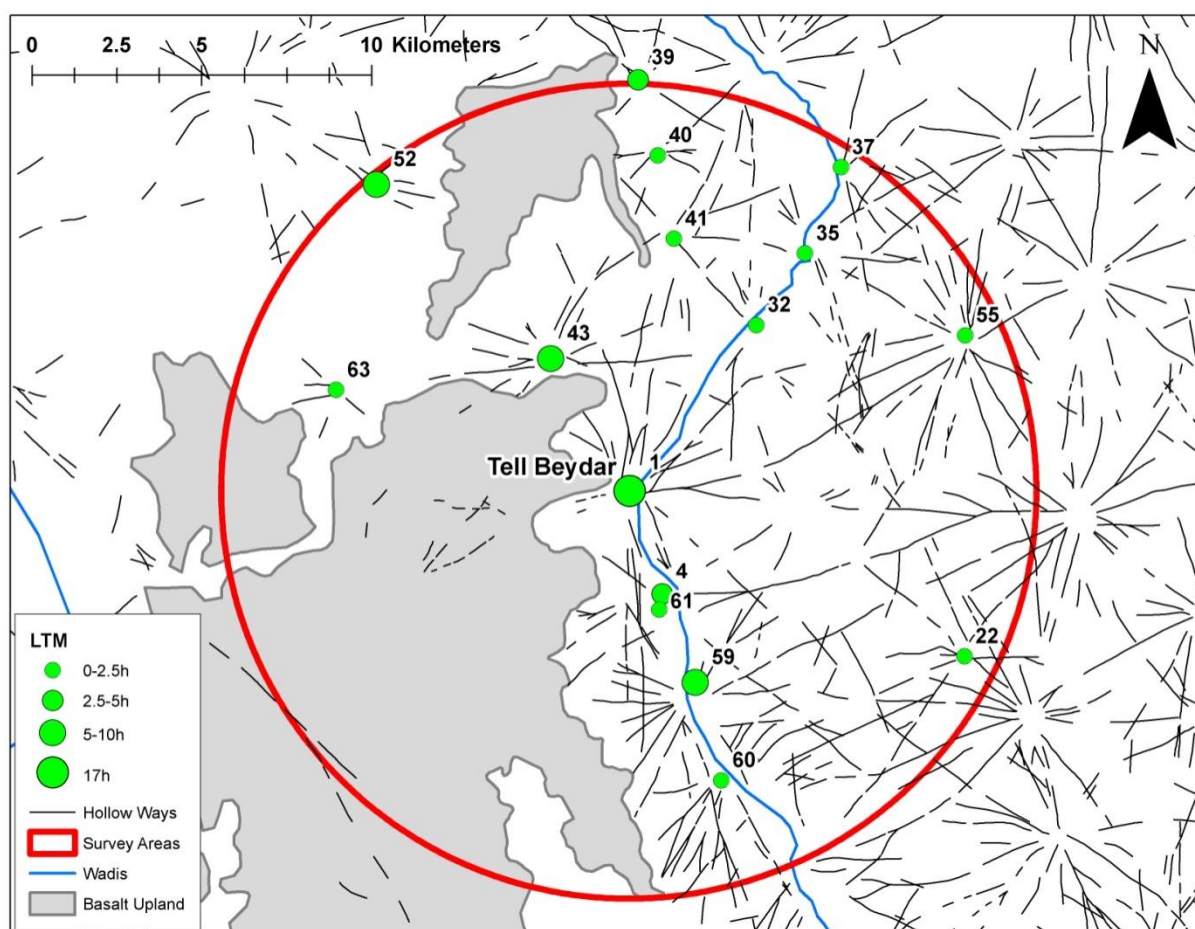 0 2.5 5 10 Kilometers
N
39
40
37
52
41
35
32
55
43
63
Tell Beydar 1
4
61
22
59
60
LTM
0-2.5h
2.5-5h
5-10h
17h
Hollow Ways
Survey Areas
Wadis
Basalt Upland